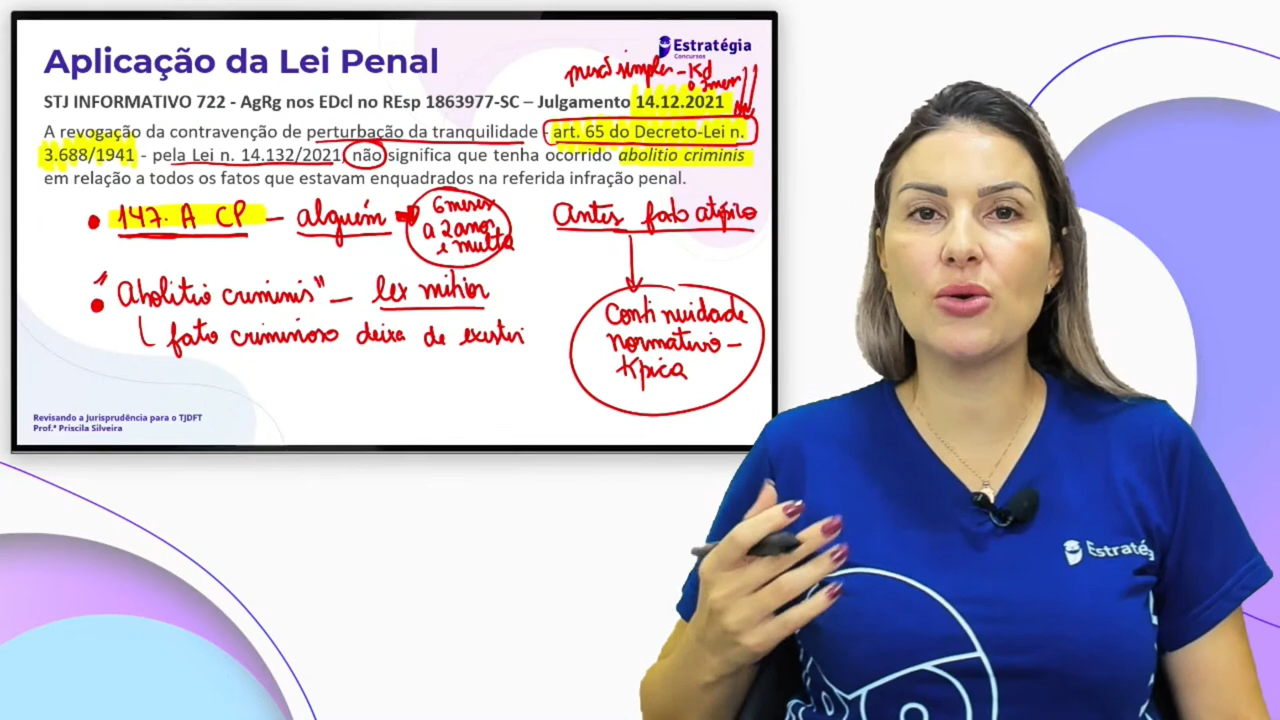 Aplicação da Lei Penal
Estratégia
Concursos
STJ INFORMATIVO 722 - AgRg nos EDcl no REsp 1863977-SC – Julgamento 14.12.2021
A revogação da contravenção de perturbação da tranquilidade - art. 65 do Decreto-Lei n.
3.688/1941 - pela Lei n. 14.132/2021, não significa que tenha ocorrido abolitio criminis
em relação a todos os fatos que estavam enquadrados na referida infração penal.
• 147. A CP – alguém
6 meses
a 2 anos
e multa
Antes fato atípico
• "Abolitio criminis" –
fato criminoso deixa de existir
Continuidade
normativo –
típica
Revisando a Jurisprudência para o TJDFT
Prof.ª Priscila Silveira
Estraté